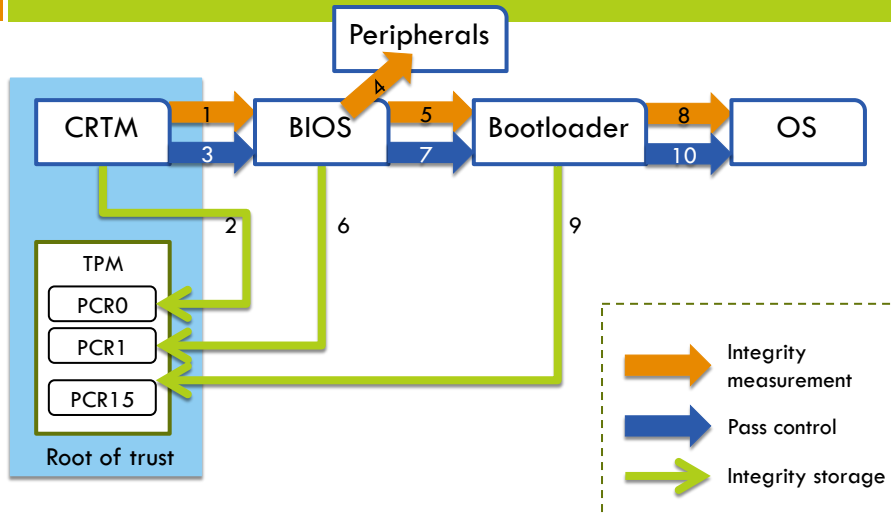 Peripherals
4
CRTM
1
3
BIOS
5
7
Bootloader
8
10
OS
2
6
9
TPM
PCR0
PCR1
PCR15
Root of trust
Integrity
measurement
Pass control
Integrity storage